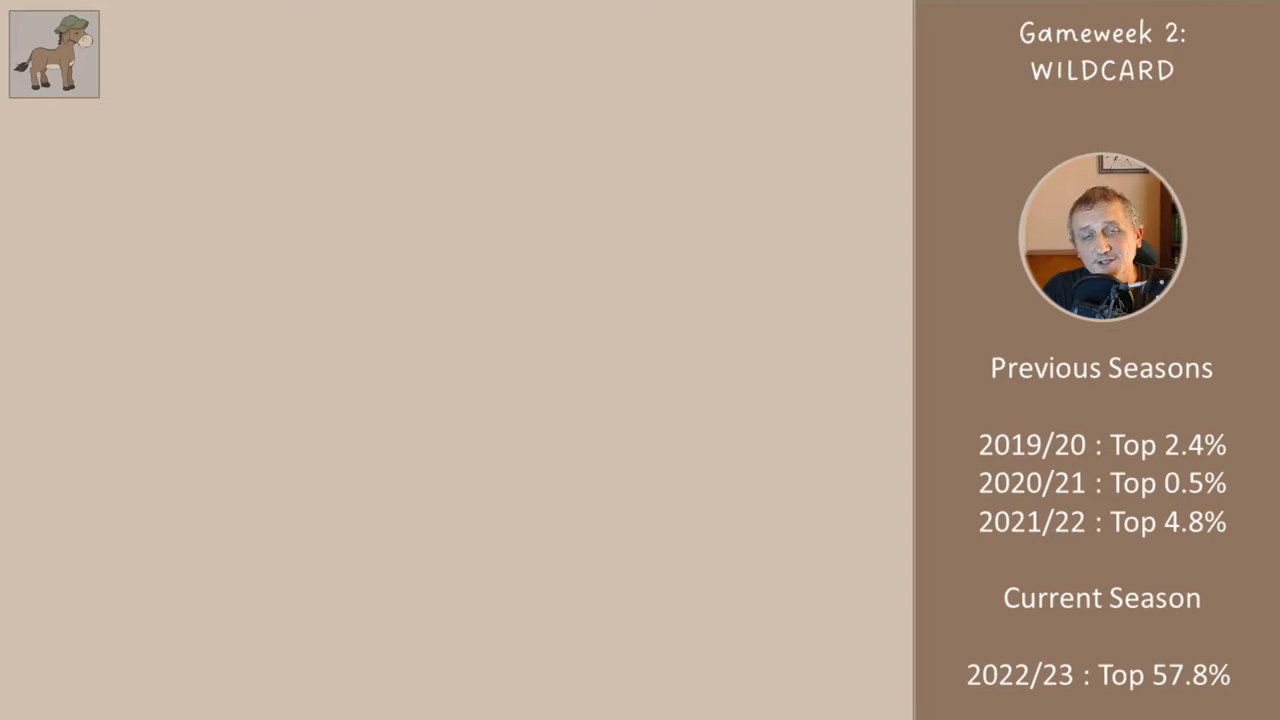 Gameweek 2:
WILDCARD
Previous Seasons
2019/20 : Top 2.4%
2020/21 : Top 0.5%
2021/22 : Top 4.8%
Current Season
2022/23 : Top 57.8%